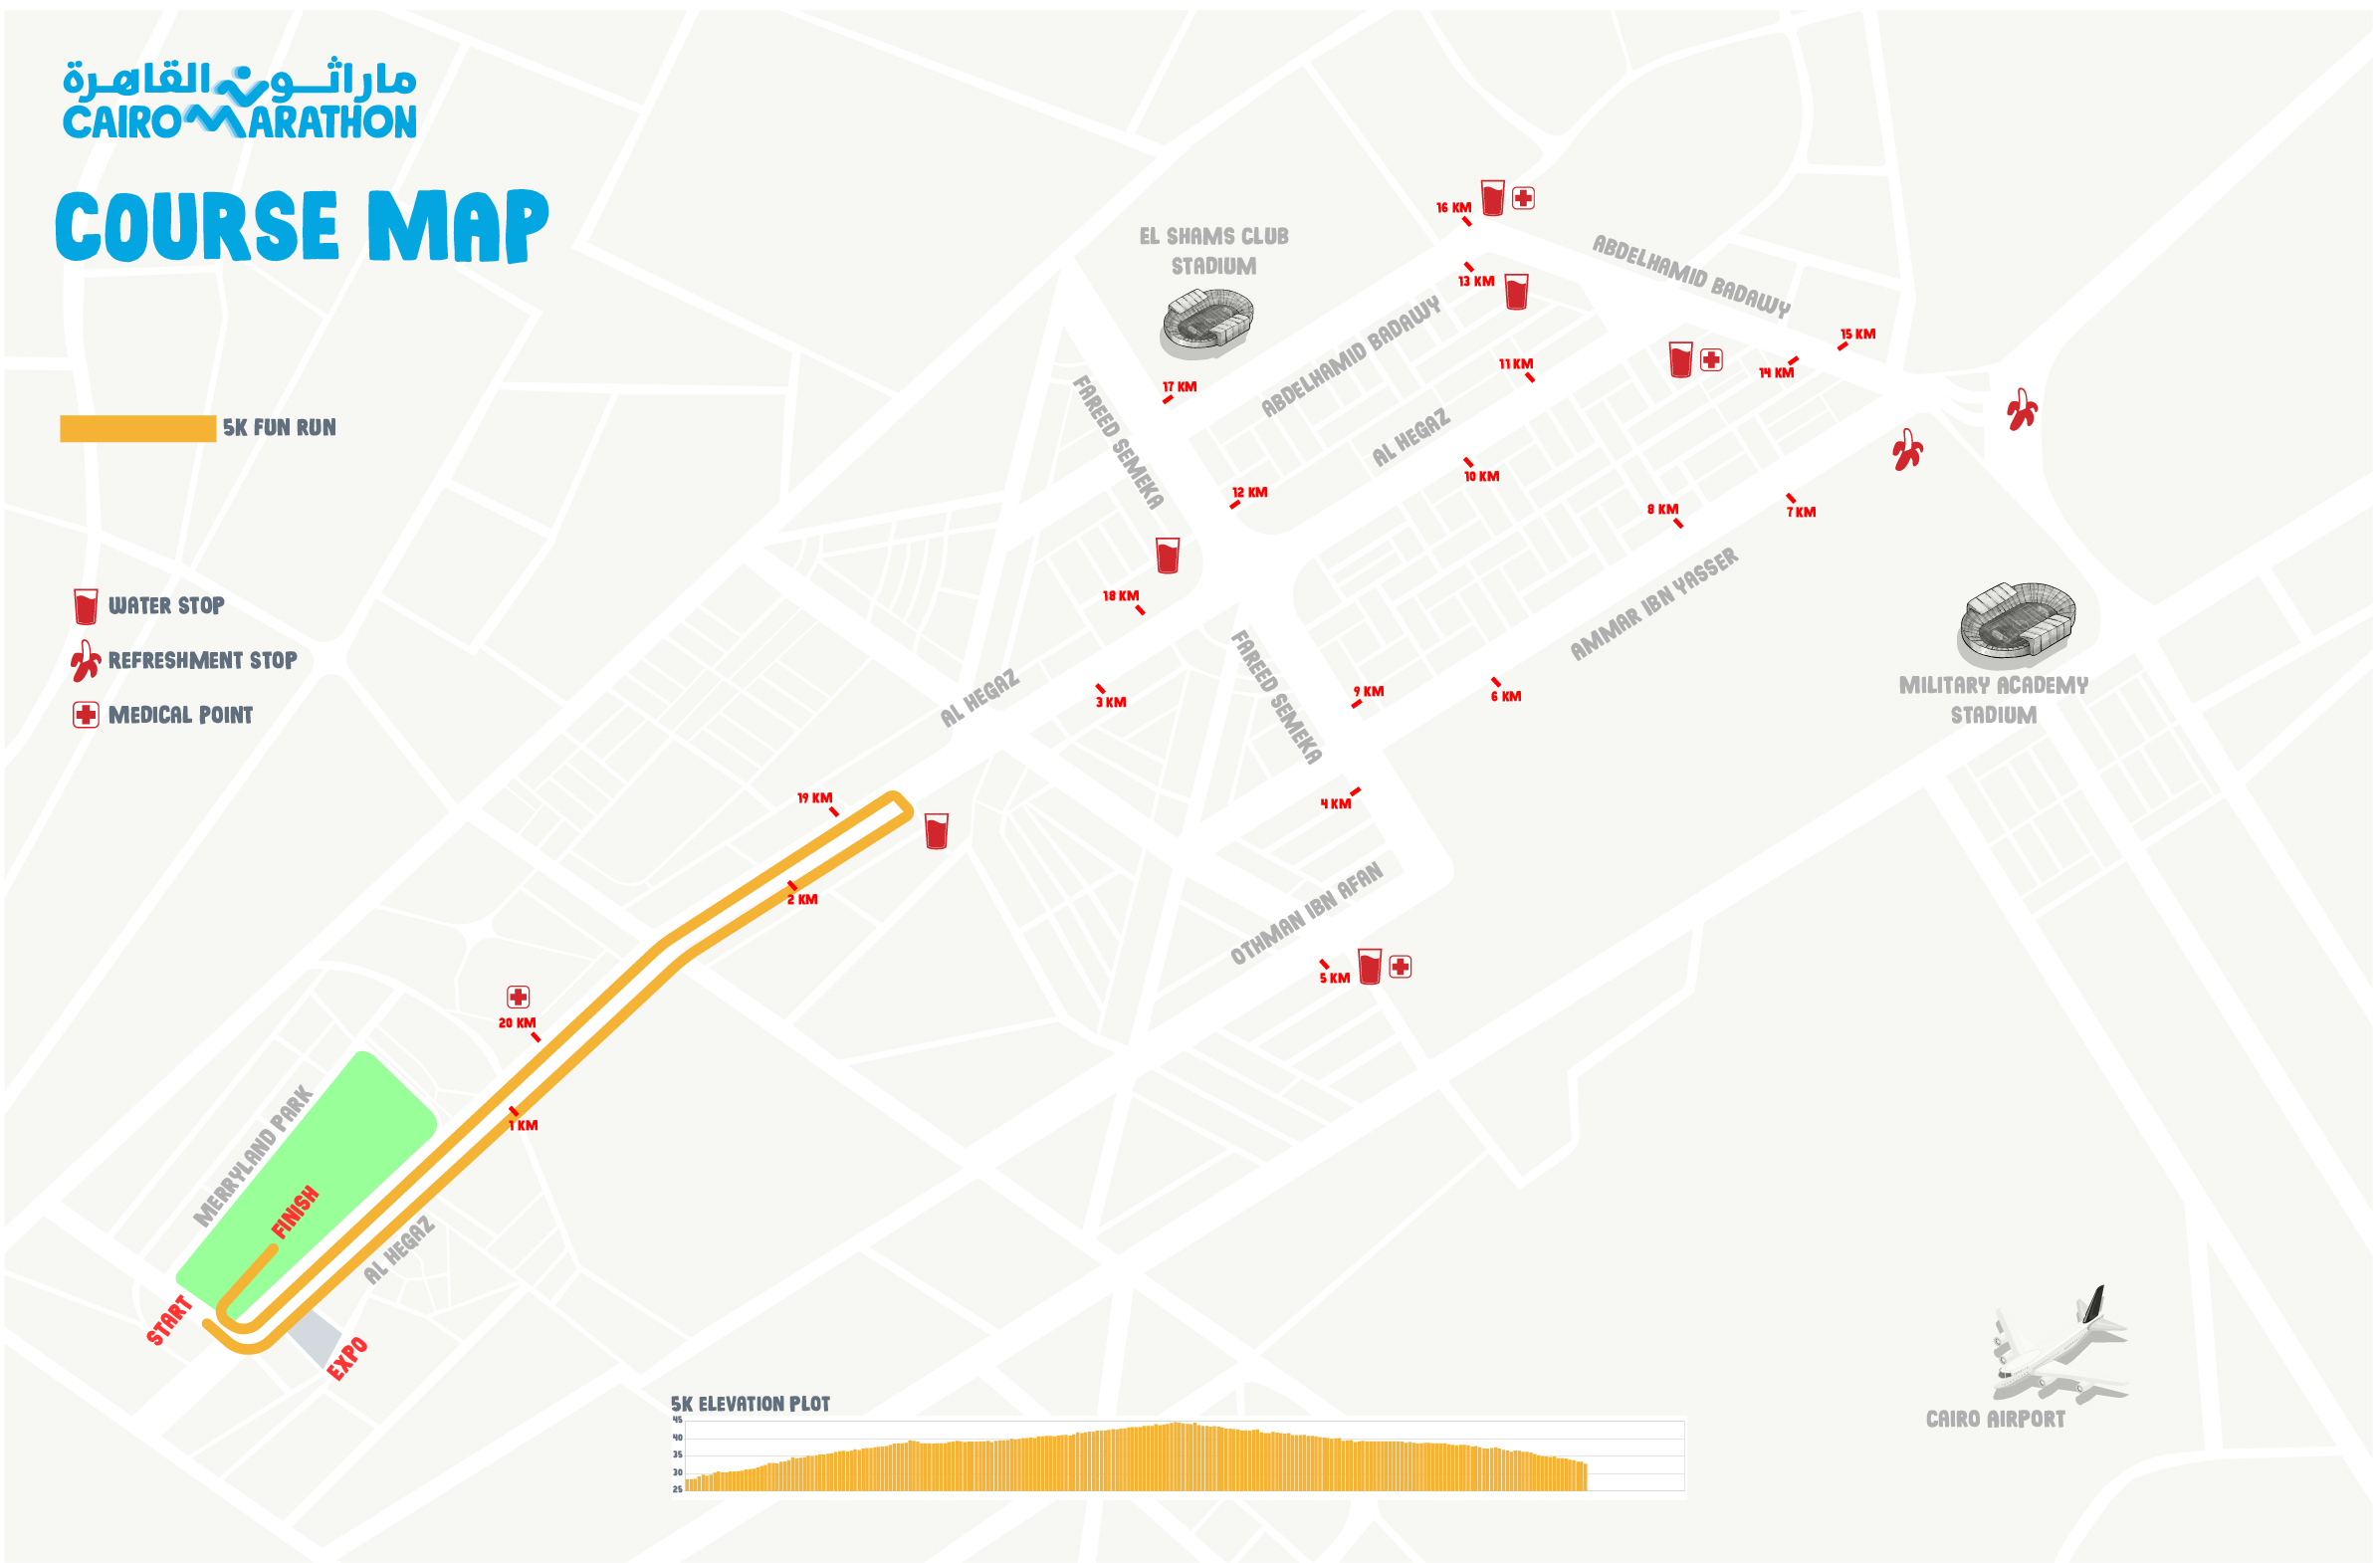 ماراثون القاهرة
CAIRO MARATHON
COURSE MAP
5K FUN RUN
WATER STOP
REFRESHMENT STOP
MEDICAL POINT
EL SHAMS CLUB
STADIUM
16 KM
13 KM
ABDELHAMID BADAWY
15 KM
14 KM
11 KM
17 KM
ABDELHAMID BADAWY
FAREED SEMEKA
AL HEGAZ
10 KM
12 KM
8 KM
7 KM
18 KM
AMMAR IBN YASSER
FAREED SEMEKA
AL HEGAZ
3 KM
9 KM
6 KM
MILITARY ACADEMY
STADIUM
19 KM
4 KM
2 KM
OTHMAN IBN AFAN
5 KM
20 KM
1 KM
MERRYLAND PARK
FINISH
AL HEGAZ
START
EXPO
CAIRO AIRPORT
5K ELEVATION PLOT
45
40
35
30
25